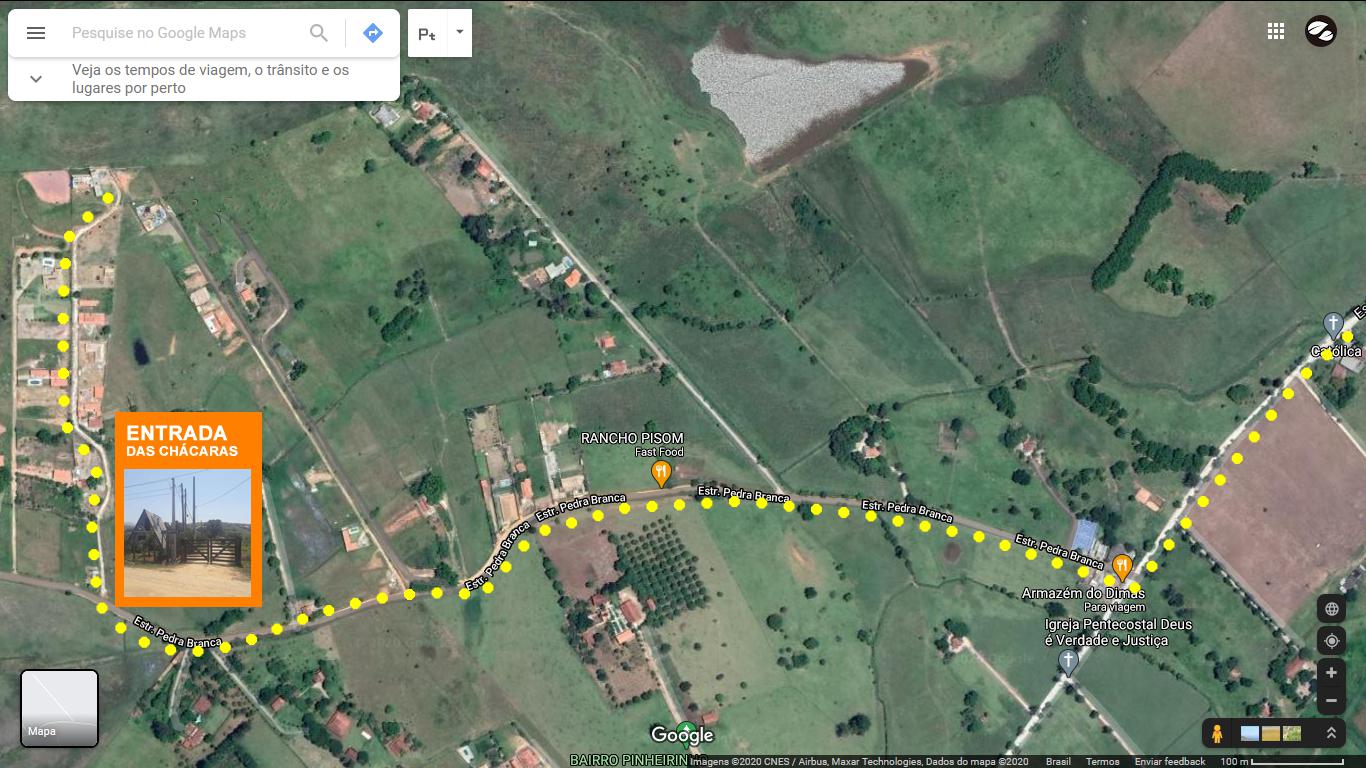 Pesquise no Google Maps
Pt
Veja os tempos de viagem, o trânsito e os
lugares por perto
Católica
ENTRADA
DAS CHÁCARAS
RANCHO PISOM
Fast Food
Estr. Pedra Branca
Estr. Pedra Branca
Estr. Pedra Branca
Estr. Pedra Branca
Estr. Pedra Branca
Estr. Pedra Branca
Armazém do Dimas
Para viagem
Igreja Pentecostal Deus
é Verdade e Justiça
Mapa
Google
BAIRRO PINHEIRIN
Imagens ©2020 CNES / Airbus, Maxar Technologies, Dados do mapa ©2020 Brasil Termos Enviar feedback 100 m